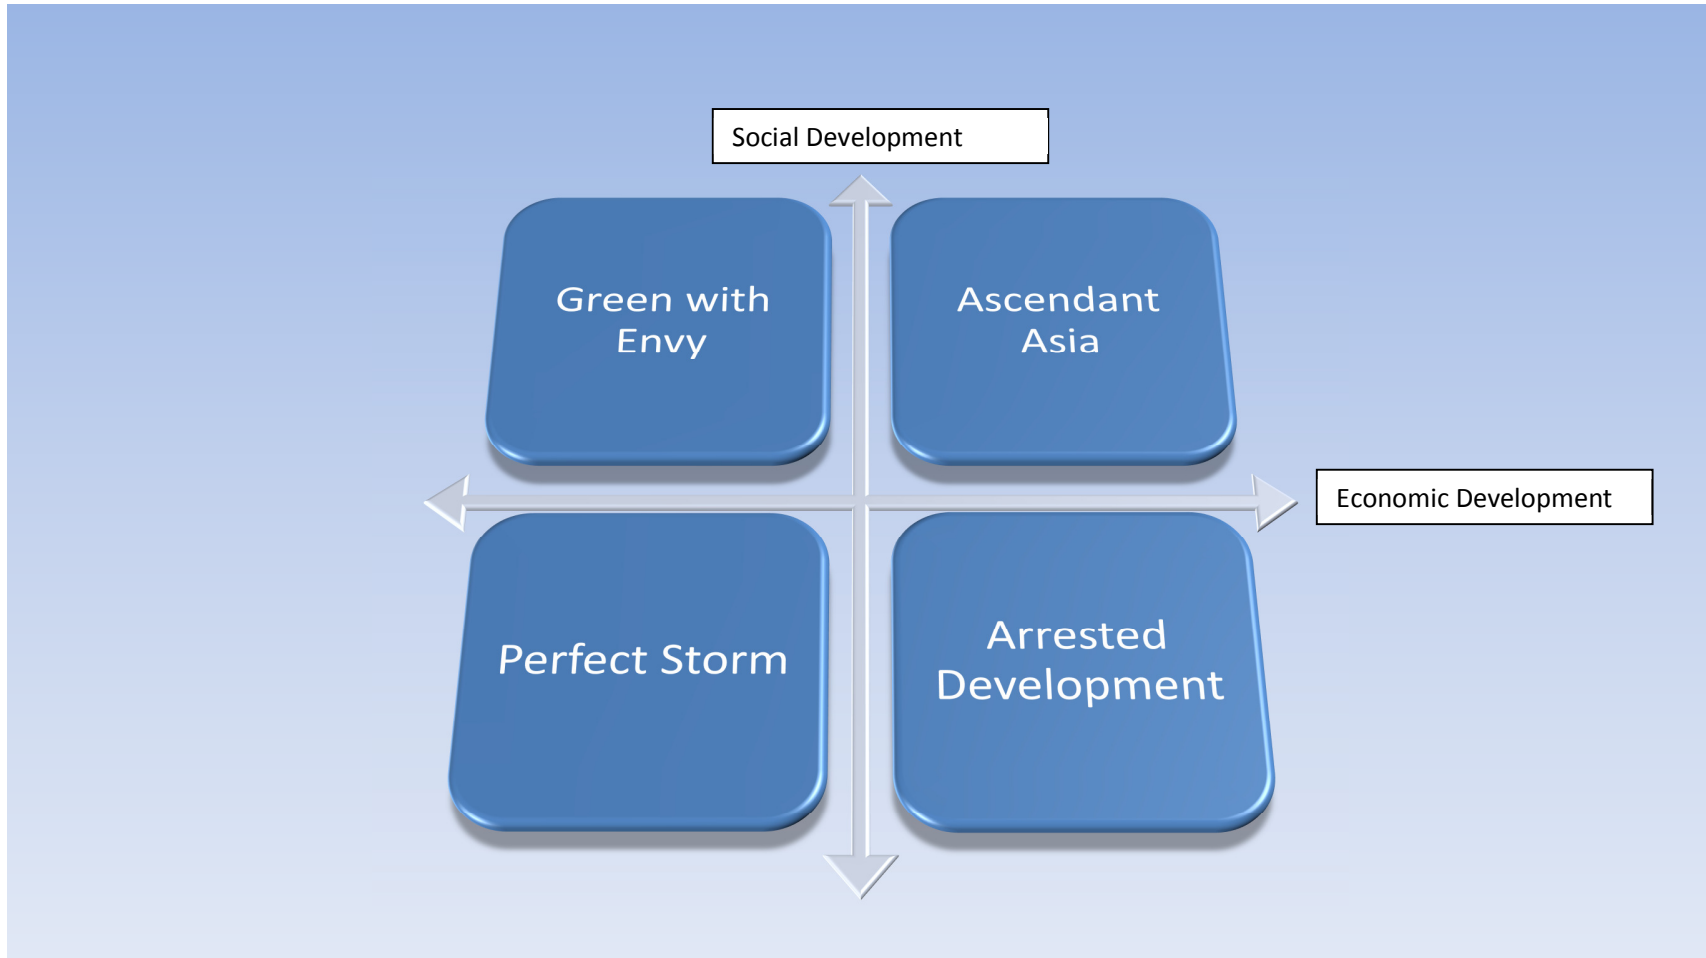 Social Development
Green with
Envy
Ascendant
Asia
Economic Development
Perfect Storm
Arrested
Development